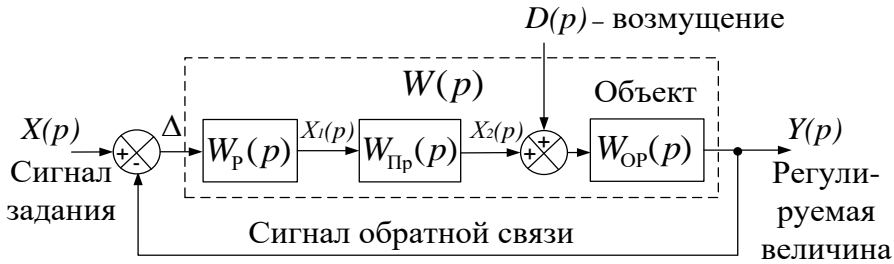 D(p) – возмущение
W(p)
Объект
X(p)
Δ
W_P(p)
X_1(p)
W_Пр(p)
X_2(p)
W_ОР(p)
Y(p)
+
-
+
+
Сигнал
задания
Регули-
руемая
величина
Сигнал обратной связи